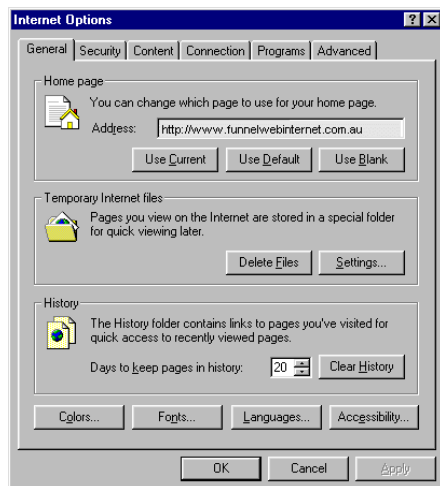 Internet Options
General Security Content Connection Programs Advanced
Home page
You can change which page to use for your home page.
Address: http://www.funnelwebinternet.com.au
Use Current Use Default Use Blank
Temporary Internet files
Pages you view on the Internet are stored in a special folder
for quick viewing later.
Delete Files Settings...
History
The History folder contains links to pages you've visited for
quick access to recently viewed pages.
Days to keep pages in history: 20 Clear History
Colors... Fonts... Languages... Accessibility...
OK Cancel Apply